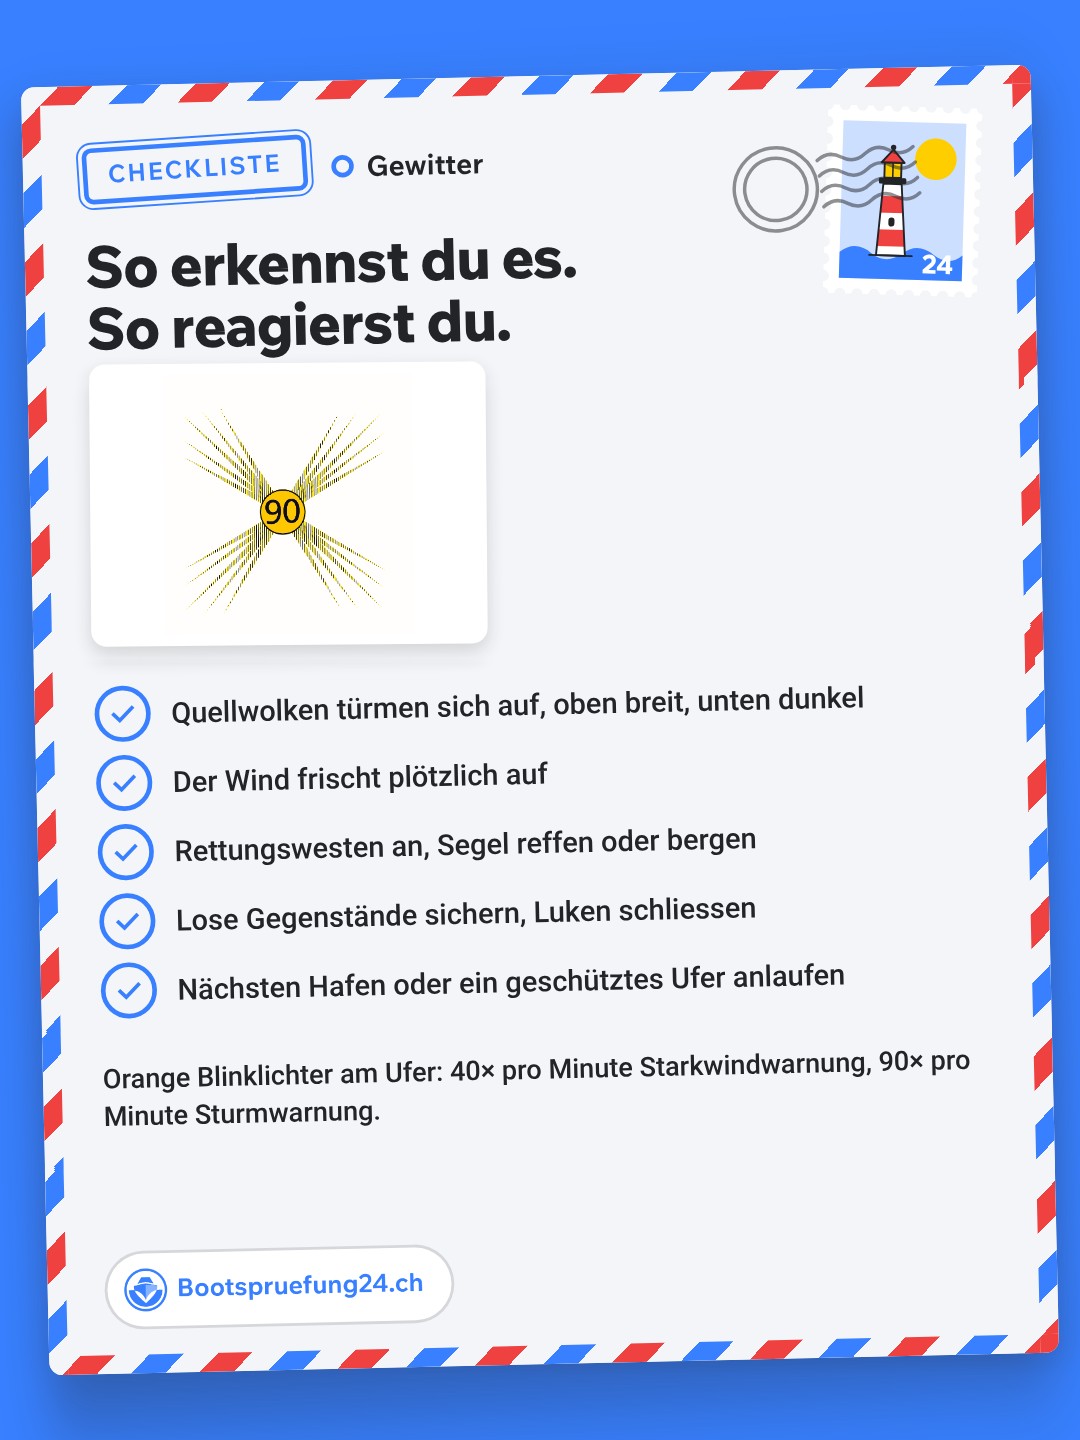 CHECKLISTE
Gewitter
24
So erkennst du es.
So reagierst du.
90
Quellwolken türmen sich auf, oben breit, unten dunkel
Der Wind frischt plötzlich auf
Rettungswesten an, Segel reffen oder bergen
Lose Gegenstände sichern, Luken schliessen
Nächsten Hafen oder ein geschütztes Ufer anlaufen
Orange Blinklichter am Ufer: 40× pro Minute Starkwindwarnung, 90× pro
Minute Sturmwarnung.
Bootspruefung24.ch